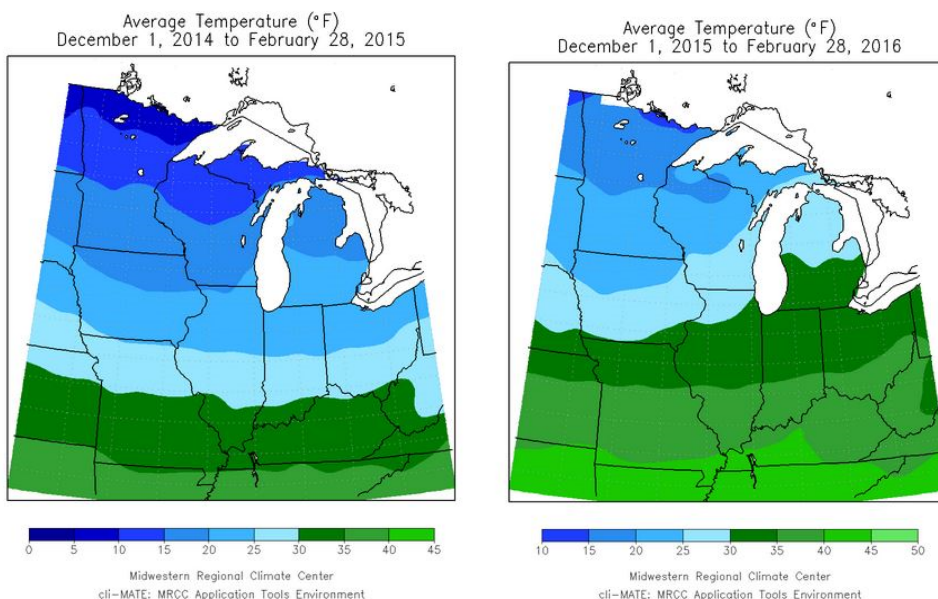 Average Temperature (°F)
December 1, 2014 to February 28, 2015
0 5 10 15 20 25 30 35 40 45
Midwestern Regional Climate Center
cli-MATE: MRCC Application Tools Environment
Average Temperature (°F)
December 1, 2015 to February 28, 2016
10 15 20 25 30 35 40 45 50
Midwestern Regional Climate Center
cli-MATE: MRCC Application Tools Environment